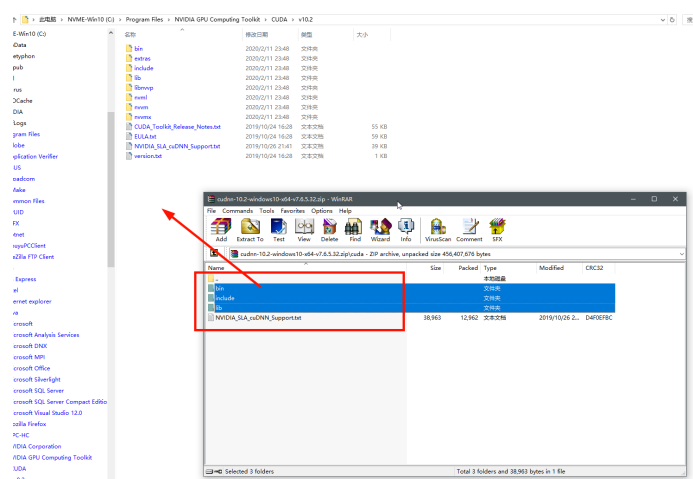 此电脑 › NVME-Win10 (C:) › Program Files › NVIDIA GPU Computing Toolkit › CUDA › v10.2
E-Win10 (C:)
名称 修改日期 类型 大小
Data
etyphon
bin 2020/2/11 23:48 文件夹
pub
extras 2020/2/11 23:48 文件夹
include 2020/2/11 23:48 文件夹
lib 2020/2/11 23:48 文件夹
rus
libnvvp 2020/2/11 23:48 文件夹
Cache
nvml 2020/2/11 23:48 文件夹
DIA
nvvm 2020/2/11 23:48 文件夹
nvvmx 2020/2/11 23:48 文件夹
Logs
CUDA_Toolkit_Release_Notes.txt 2019/10/24 16:28 文本文档 55 KB
gram Files
EULA.txt 2019/10/24 16:28 文本文档 59 KB
lobe
NVIDIA_SLA_cuDNN_Support.txt 2019/10/26 21:41 文本文档 39 KB
plication Verifier
version.txt 2019/10/24 16:28 文本文档 1 KB
US
oadcom
Make
mmon Files
UID
FX
tnet
ruyuPCClient
eZilla FTP Client
Express
el
ernet explorer
crosoft
crosoft Analysis Services
crosoft DNX
crosoft MPI
crosoft Office
crosoft Silverlight
crosoft SQL Server
crosoft SQL Server Compact Editio
crosoft Visual Studio 12.0
ozilla Firefox
PC-HC
VIDIA Corporation
VIDIA GPU Computing Toolkit
UDA
cudnn-10.2-windows10-x64-v7.6.5.32.zip - WinRAR
File Commands Tools Favorites Options Help
Add Extract To Test View Delete Find Wizard Info VirusScan Comment SFX
cudnn-10.2-windows10-x64-v7.6.5.32.zip\cuda - ZIP archive, unpacked size 456,407,676 bytes
Name Size Packed Type Modified CRC32
.. 本地磁盘
bin 文件夹
include 文件夹
lib 文件夹
NVIDIA_SLA_cuDNN_Support.txt 38,963 12,962 文本文档 2019/10/26 2... D4F0EFBC
Selected 3 folders Total 3 folders and 38,963 bytes in 1 file